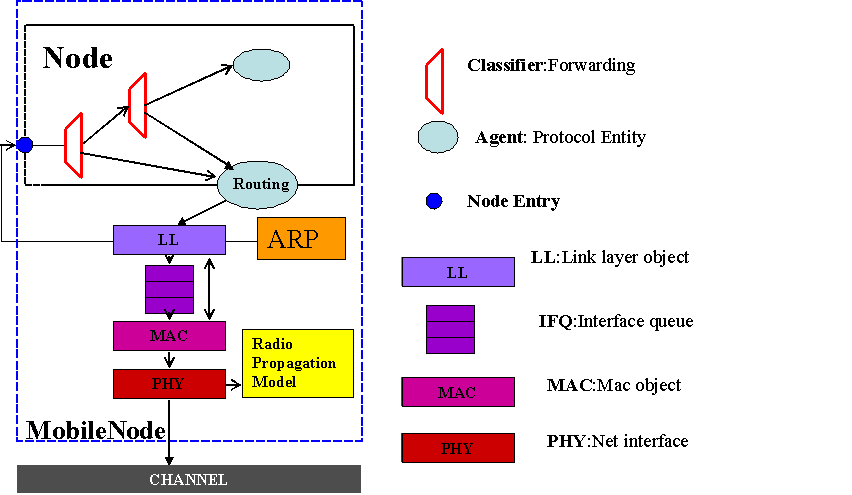 Node
Routing
LL
ARP
MAC
Radio
Propagation
Model
PHY
MobileNode
CHANNEL
Classifier:Forwarding
Agent: Protocol Entity
Node Entry
LL:Link layer object
LL
IFQ:Interface queue
MAC:Mac object
MAC
PHY:Net interface
PHY